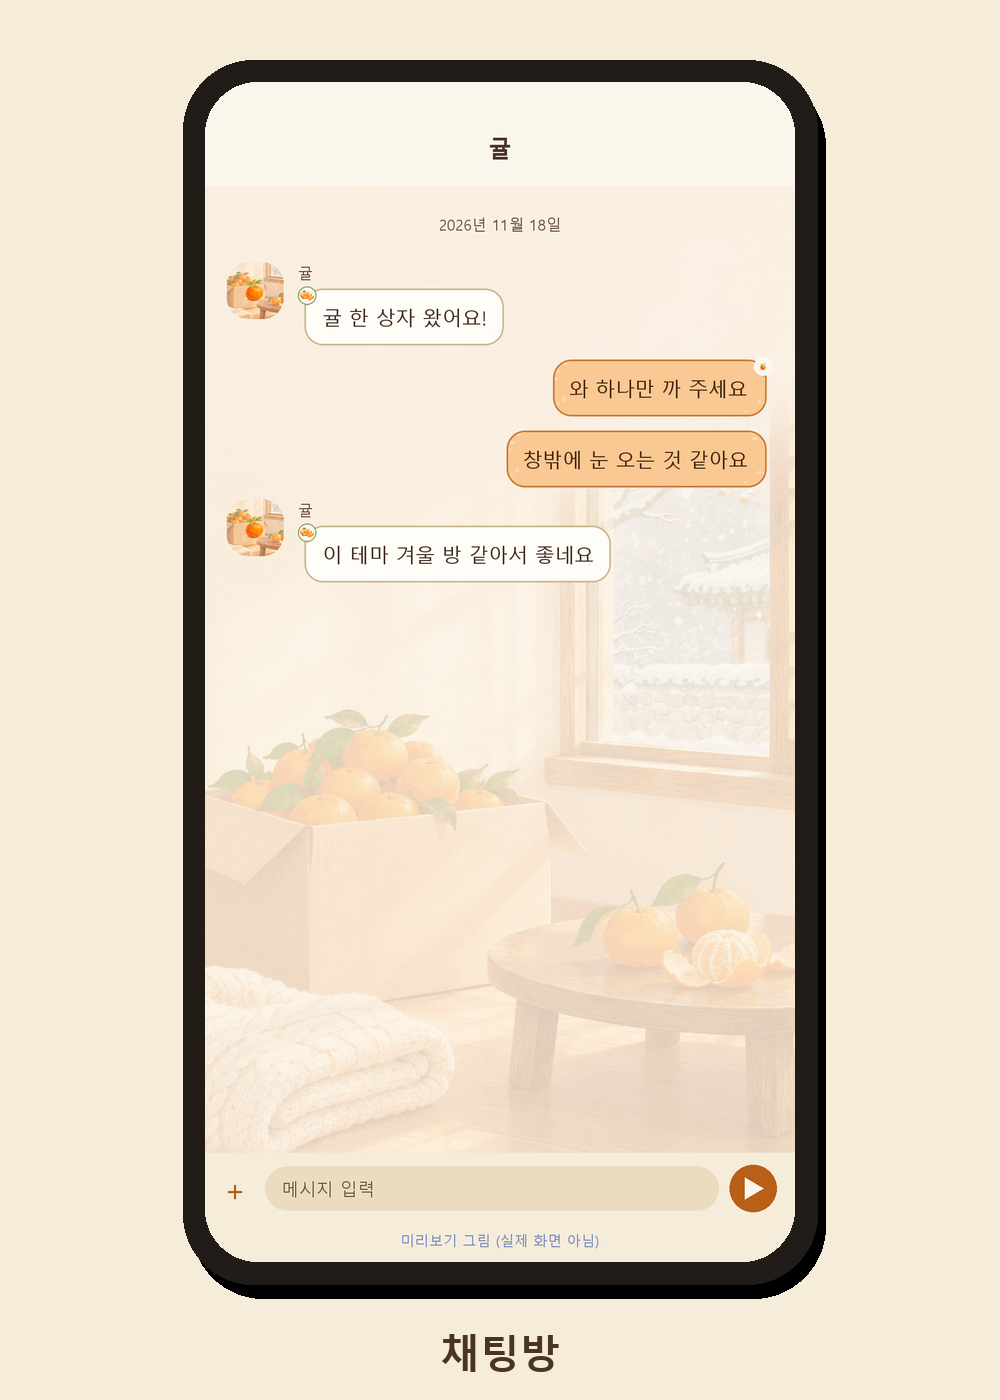 귤
2026년 11월 18일
귤
귤 한 상자 왔어요!
와 하나만 까 주세요
창밖에 눈 오는 것 같아요
귤
이 테마 겨울 방 같아서 좋네요
+
메시지 입력
미리보기 그림 (실제 화면 아님)
채팅방